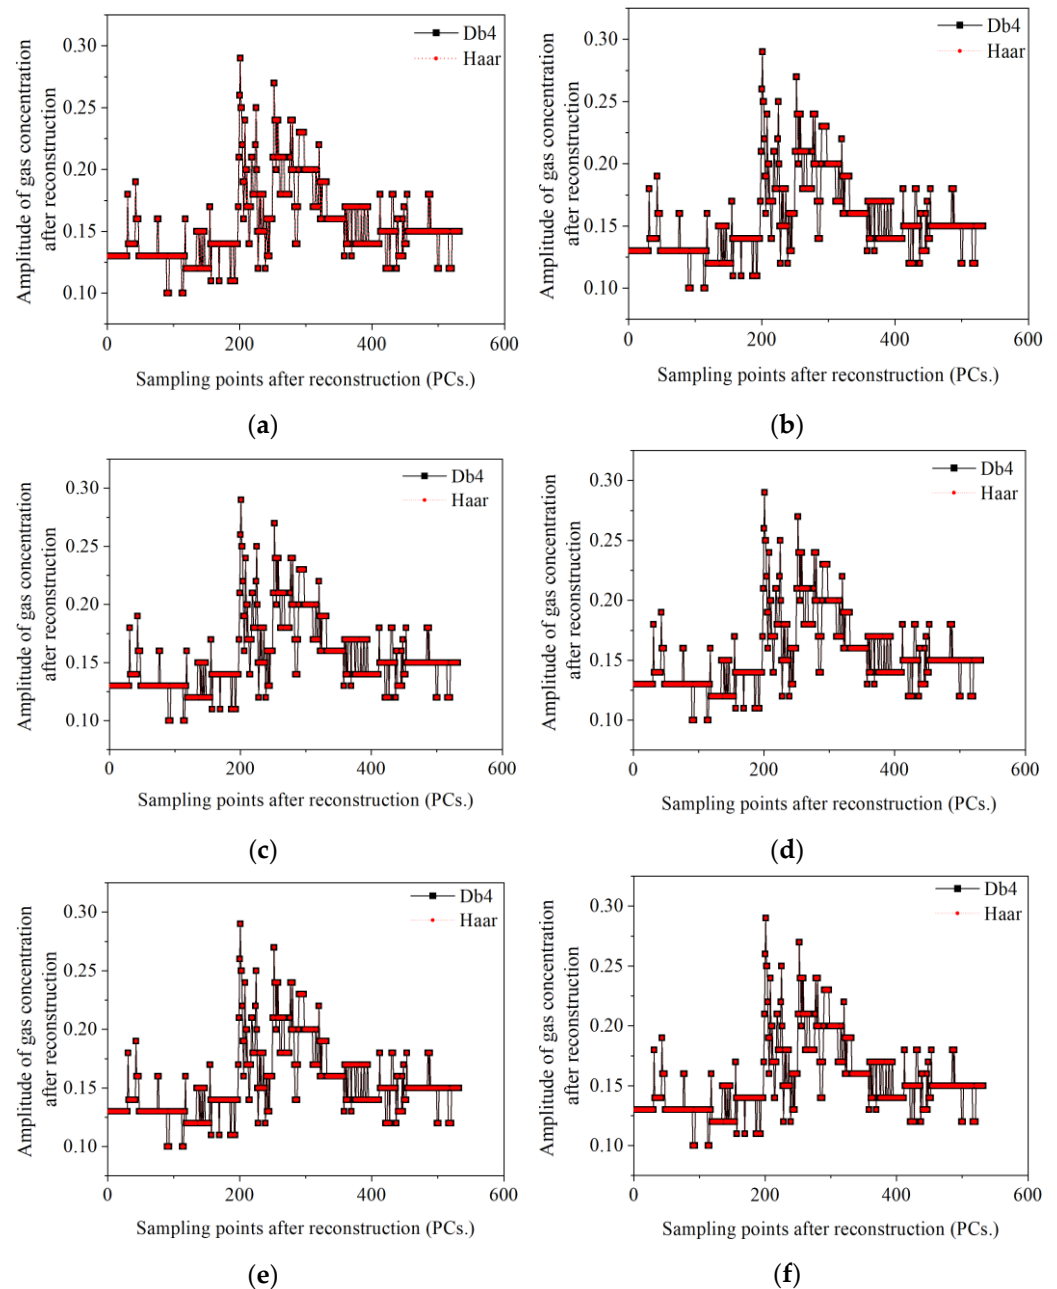 Db4
Haar
0.30
0.25
0.20
0.15
0.10
0
200
400
600
Amplitude of gas concentration
after reconstruction
Sampling points after reconstruction (PCs.)
(a)
Db4
Haar
0.30
0.25
0.20
0.15
0.10
0
200
400
600
Amplitude of gas concentration
after reconstruction
Sampling points after reconstruction (PCs.)
(b)
Db4
Haar
0.30
0.25
0.20
0.15
0.10
0
200
400
600
Amplitude of gas concentration
after reconstruction
Sampling points after reconstruction (PCs.)
(c)
Db4
Haar
0.30
0.25
0.20
0.15
0.10
0
200
400
600
Amplitude of gas concentration
after reconstruction
Sampling points after reconstruction (PCs.)
(d)
Db4
Haar
0.30
0.25
0.20
0.15
0.10
0
200
400
600
Amplitude of gas concentration
after reconstruction
Sampling points after reconstruction (PCs.)
(e)
Db4
Haar
0.30
0.25
0.20
0.15
0.10
0
200
400
600
Amplitude of gas concentration
after reconstruction
Sampling points after reconstruction (PCs.)
(f)